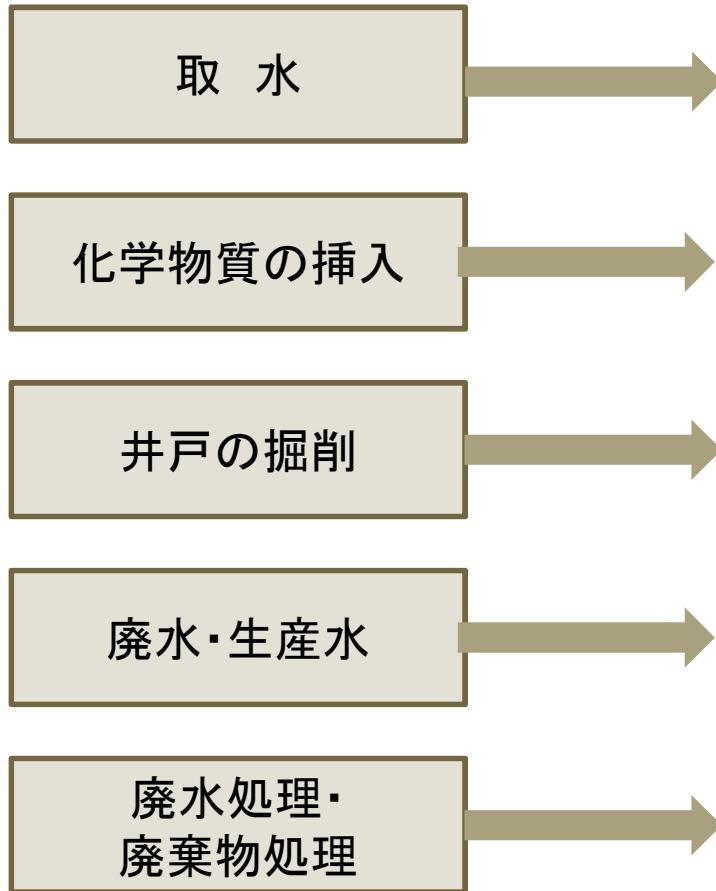 取 水
化学物質の挿入
井戸の掘削
廃水・生産水
廃水処理・
廃棄物処理